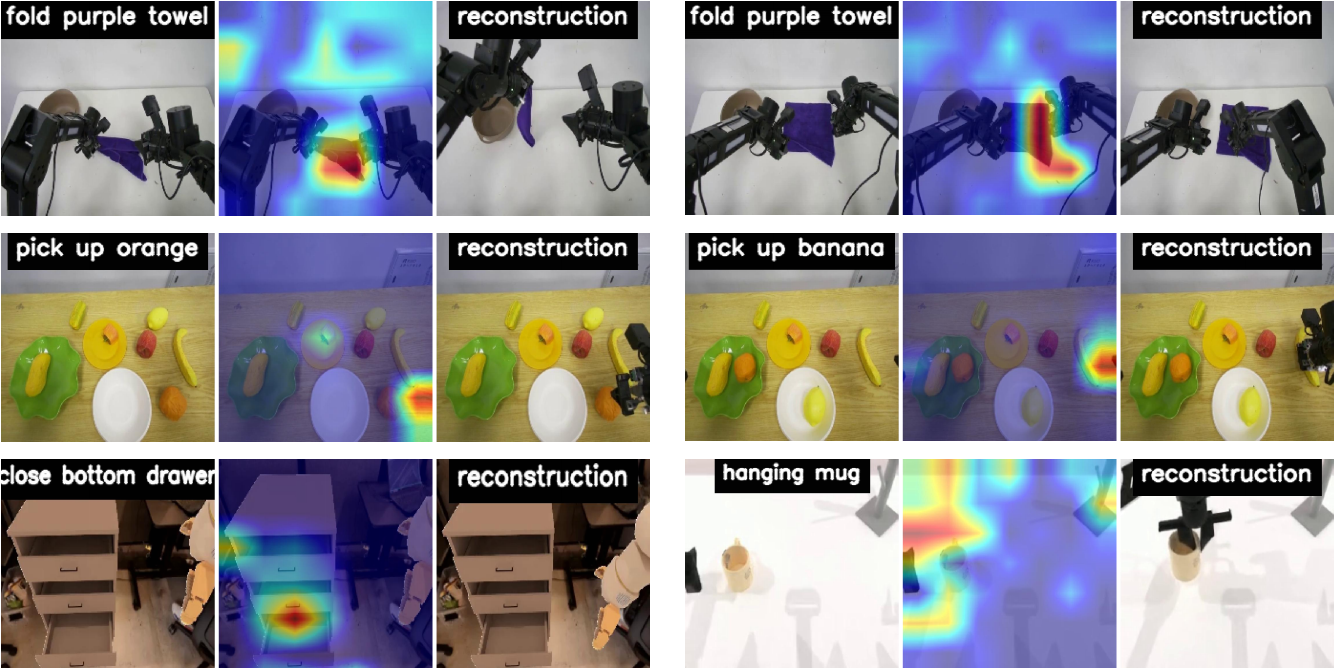 fold purple towel
reconstruction
fold purple towel
reconstruction
pick up orange
reconstruction
pick up banana
reconstruction
close bottom drawer
reconstruction
hanging mug
reconstruction